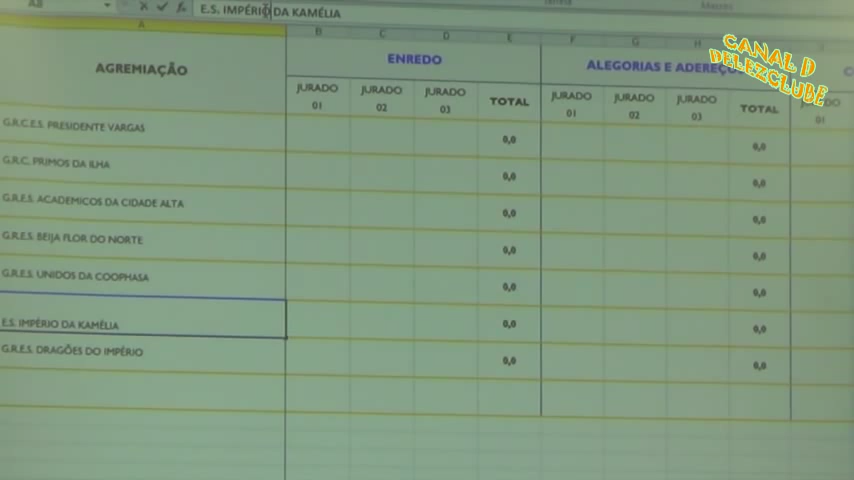 E.S. IMPÉRIO DA KAMÉLIA
A B C D E F G H
AGREMIAÇÃO ENREDO ALEGORIAS E ADEREÇOS
CANAL D
DELEZCLUBE
JURADO 01 JURADO 02 JURADO 03 TOTAL JURADO 01 JURADO 02 JURADO 03 TOTAL 01
G.R.C.E.S. PRESIDENTE VARGAS 0,0 0,0
G.R.C. PRIMOS DA ILHA 0,0 0,0
G.R.E.S. ACADEMICOS DA CIDADE ALTA 0,0 0,0
G.R.E.S. BEIJA FLOR DO NORTE 0,0 0,0
G.R.E.S. UNIDOS DA COOPHASA 0,0 0,0
E.S. IMPÉRIO DA KAMÉLIA 0,0 0,0
G.R.E.S. DRAGÕES DO IMPÉRIO 0,0 0,0